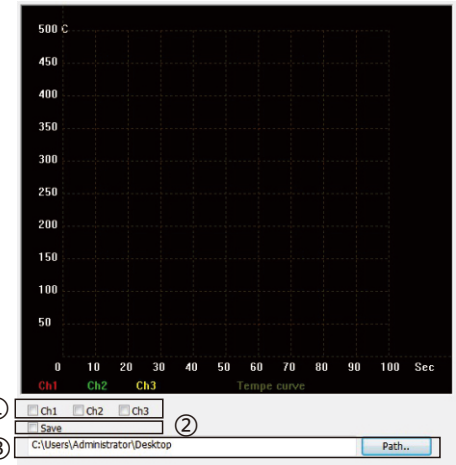 500 C
450
400
350
300
250
200
150
100
50
0 10 20 30 40 50 60 70 80 90 100 Sec
Ch1 Ch2 Ch3 Tempe curve
Ch1 Ch2 Ch3
Save ②
C:\Users\Administrator\Desktop Path..